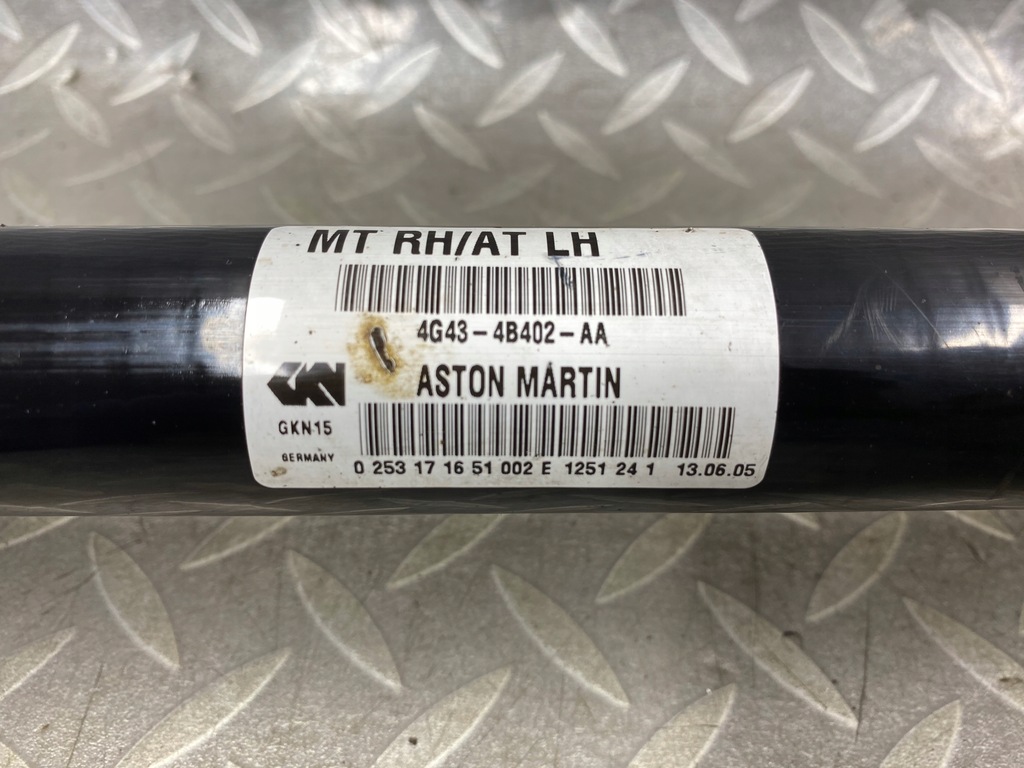 MT RH/AT LH
4G43-4B402-AA
GKN
ASTON MARTIN
GKN15
GERMANY
0 253 17 16 51 002 E 1251 24 1 13.06.05